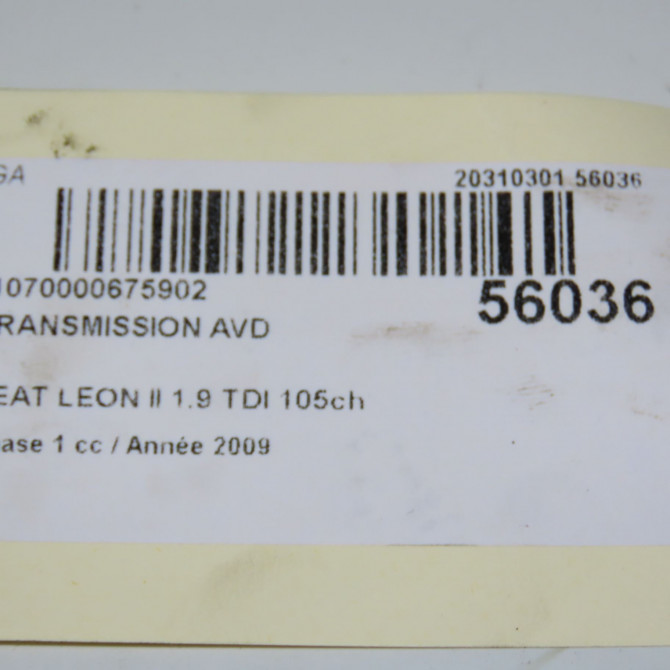 GA 20310301 56036
1070000675902
56036
RANSMISSION AVD
EAT LEON II 1.9 TDI 105ch
ase 1 cc / Année 2009